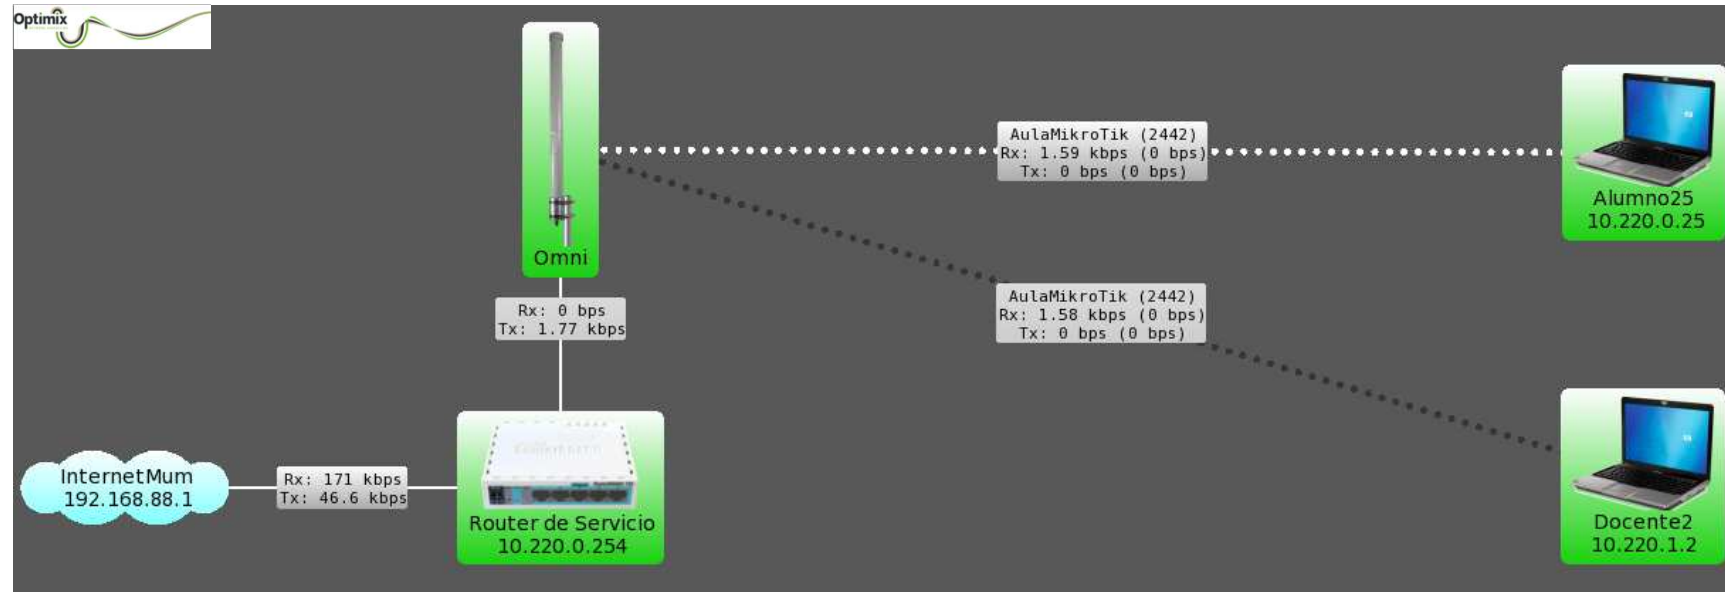 Optimix
AulaMikroTik (2442)
Rx: 1.59 kbps (0 bps)
Tx: 0 bps (0 bps)
Alumno25
10.220.0.25
Omni
Rx: 0 bps
Tx: 1.77 kbps
AulaMikroTik (2442)
Rx: 1.58 kbps (0 bps)
Tx: 0 bps (0 bps)
InternetMum
192.168.88.1
Rx: 171 kbps
Tx: 46.6 kbps
Router de Servicio
10.220.0.254
Docente2
10.220.1.2